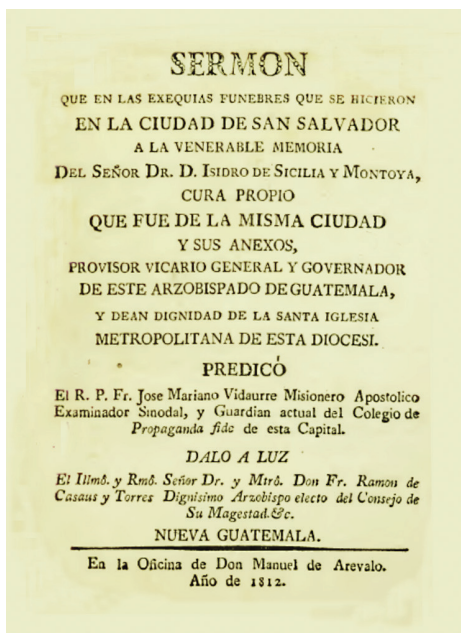 SERMON
QUE EN LAS EXEQUIAS FUNEBRES QUE SE HICIERON
EN LA CIUDAD DE SAN SALVADOR
A LA VENERABLE MEMORIA
DEL SEÑOR DR. D. ISIDRO DE SICILIA Y MONTOYA,
CURA PROPIO
QUE FUE DE LA MISMA CIUDAD
Y SUS ANEXOS,
PROVISOR VICARIO GENERAL Y GOVERNADOR
DE ESTE ARZOBISPADO DE GUATEMALA,
Y DEAN DIGNIDAD DE LA SANTA IGLESIA
METROPOLITANA DE ESTA DIOCESI.
PREDICÓ
El R. P. Fr. Jose Mariano Vidaurre Misionero Apostolico
Examinador Sinodal, y Guardian actual del Colegio de
Propaganda fide de esta Capital.
DALO A LUZ
El Illmô. y Rmô. Señor Dr. y Mtrô. Don Fr. Ramon de
Casaus y Torres Dignisimo Arzobispo electo del Consejo de
Su Magestad.&c.
NUEVA GUATEMALA.
En la Oficina de Don Manuel de Arevalo.
Año de 1812.